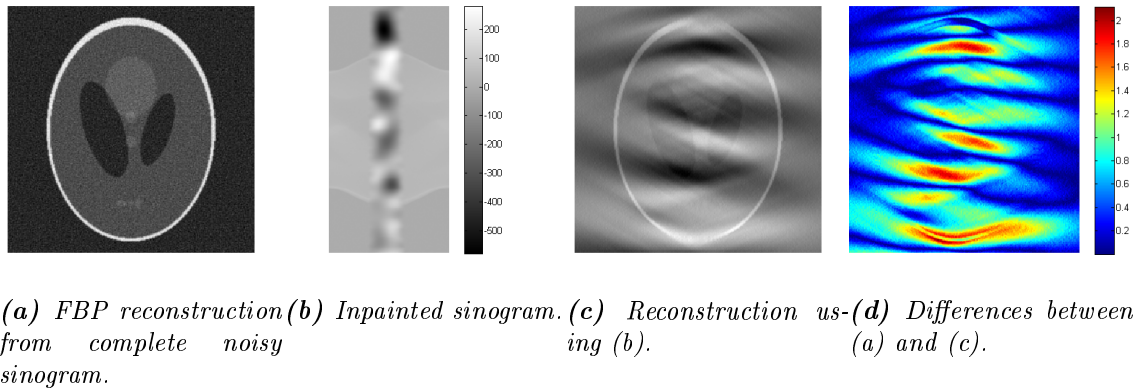 200
100
0
-100
-200
-300
-400
-500
2
1.8
1.6
1.4
1.2
1
0.8
0.6
0.4
0.2
(a) FBP reconstruction
from complete noisy
sinogram.
(b) Inpainted sinogram.
(c) Reconstruction us-
ing (b).
(d) Differences between
(a) and (c).